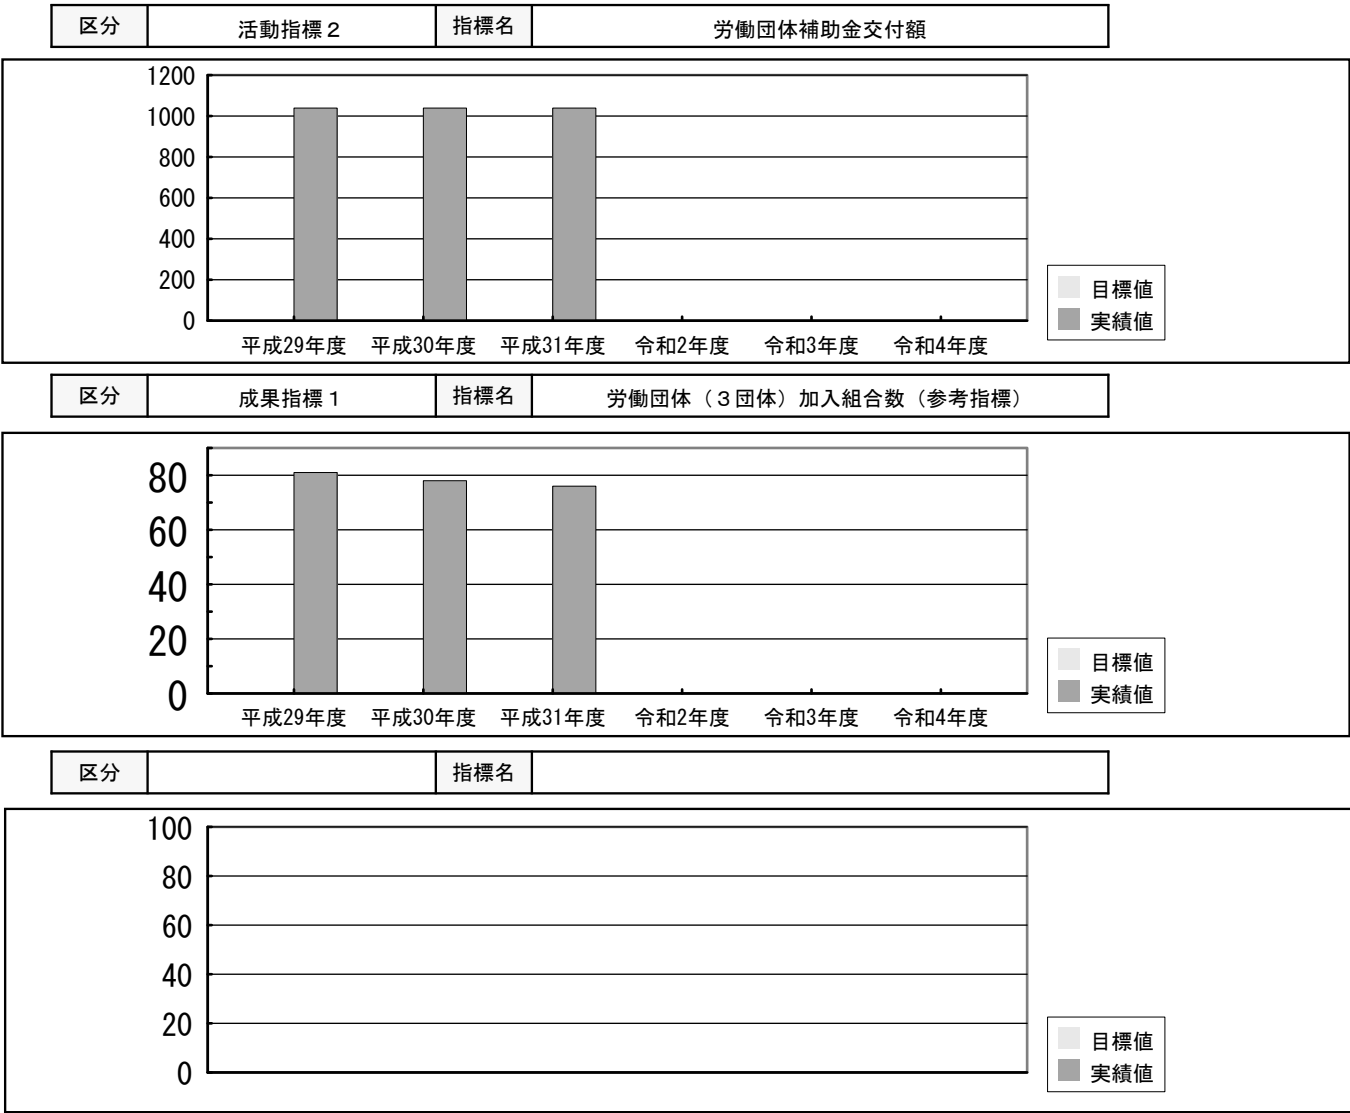 区分 活動指標２ 指標名 労働団体補助金交付額
1200
1000
800
600
400
200
0
平成29年度 平成30年度 平成31年度 令和2年度 令和3年度 令和4年度
目標値
実績値
区分 成果指標１ 指標名 労働団体（３団体）加入組合数（参考指標）
80
60
40
20
0
平成29年度 平成30年度 平成31年度 令和2年度 令和3年度 令和4年度
目標値
実績値
区分 指標名
100
80
60
40
20
0
目標値
実績値